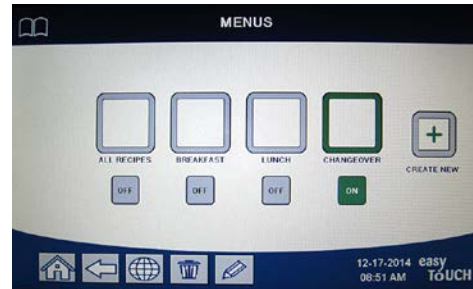 MENUS
ALL RECIPES
BREAKFAST
LUNCH
CHANGEOVER
CREATE NEW
OFF
OFF
OFF
ON
12-17-2014
08:51 AM
easy
TOUCH